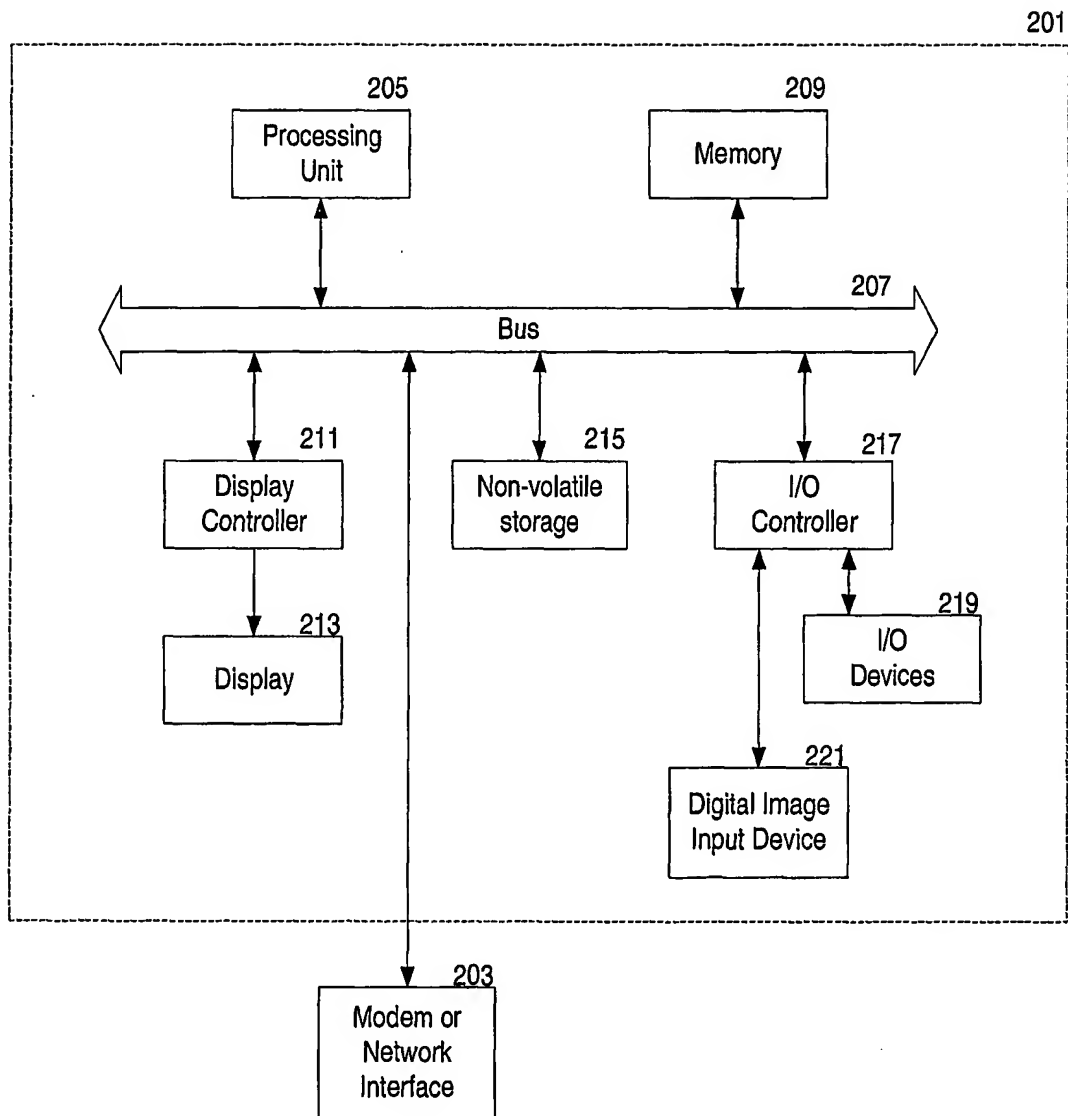 201
205
Processing
Unit
209
Memory
207
Bus
211
Display
Controller
215
Non-volatile
storage
217
I/O
Controller
213
Display
219
I/O
Devices
221
Digital Image
Input Device
203
Modem or
Network
Interface